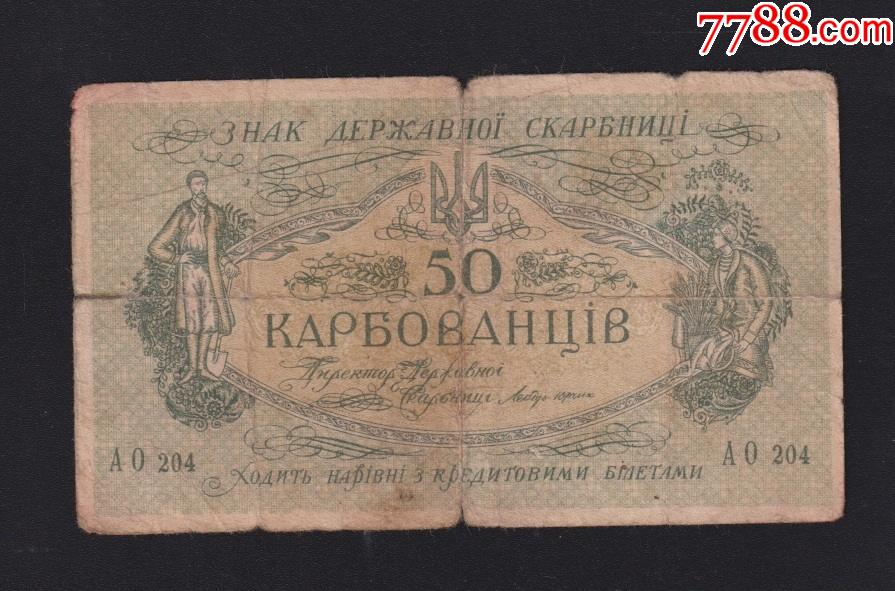 7788.com
ЗНАК ДЕРЖАВНОЇ СКАРБНИЦІ
50
КАРБОВАНЦІВ
Директор Державної
Скарбниці
АО 204
АО 204
ХОДИТЬ НАРІВНІ З КРЕДИТОВИМИ БІЛЕТАМИ